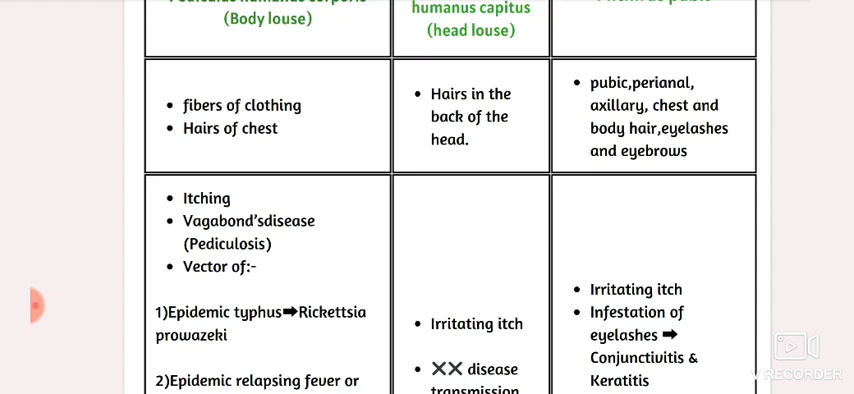 (Body louse)
humanus capitus
(head louse)
• fibers of clothing
• Hairs of chest
• Hairs in the
back of the
head.
• pubic,perianal,
axillary, chest and
body hair,eyelashes
and eyebrows
• Itching
• Vagabond'sdisease
(Pediculosis)
• Vector of:-
1)Epidemic typhus➡Rickettsia
prowazeki
2)Epidemic relapsing fever or
• Irritating itch
• ✕✕ disease
transmission
• Irritating itch
• Infestation of
eyelashes ➡
Conjunctivitis &
Keratitis
V RECORDER